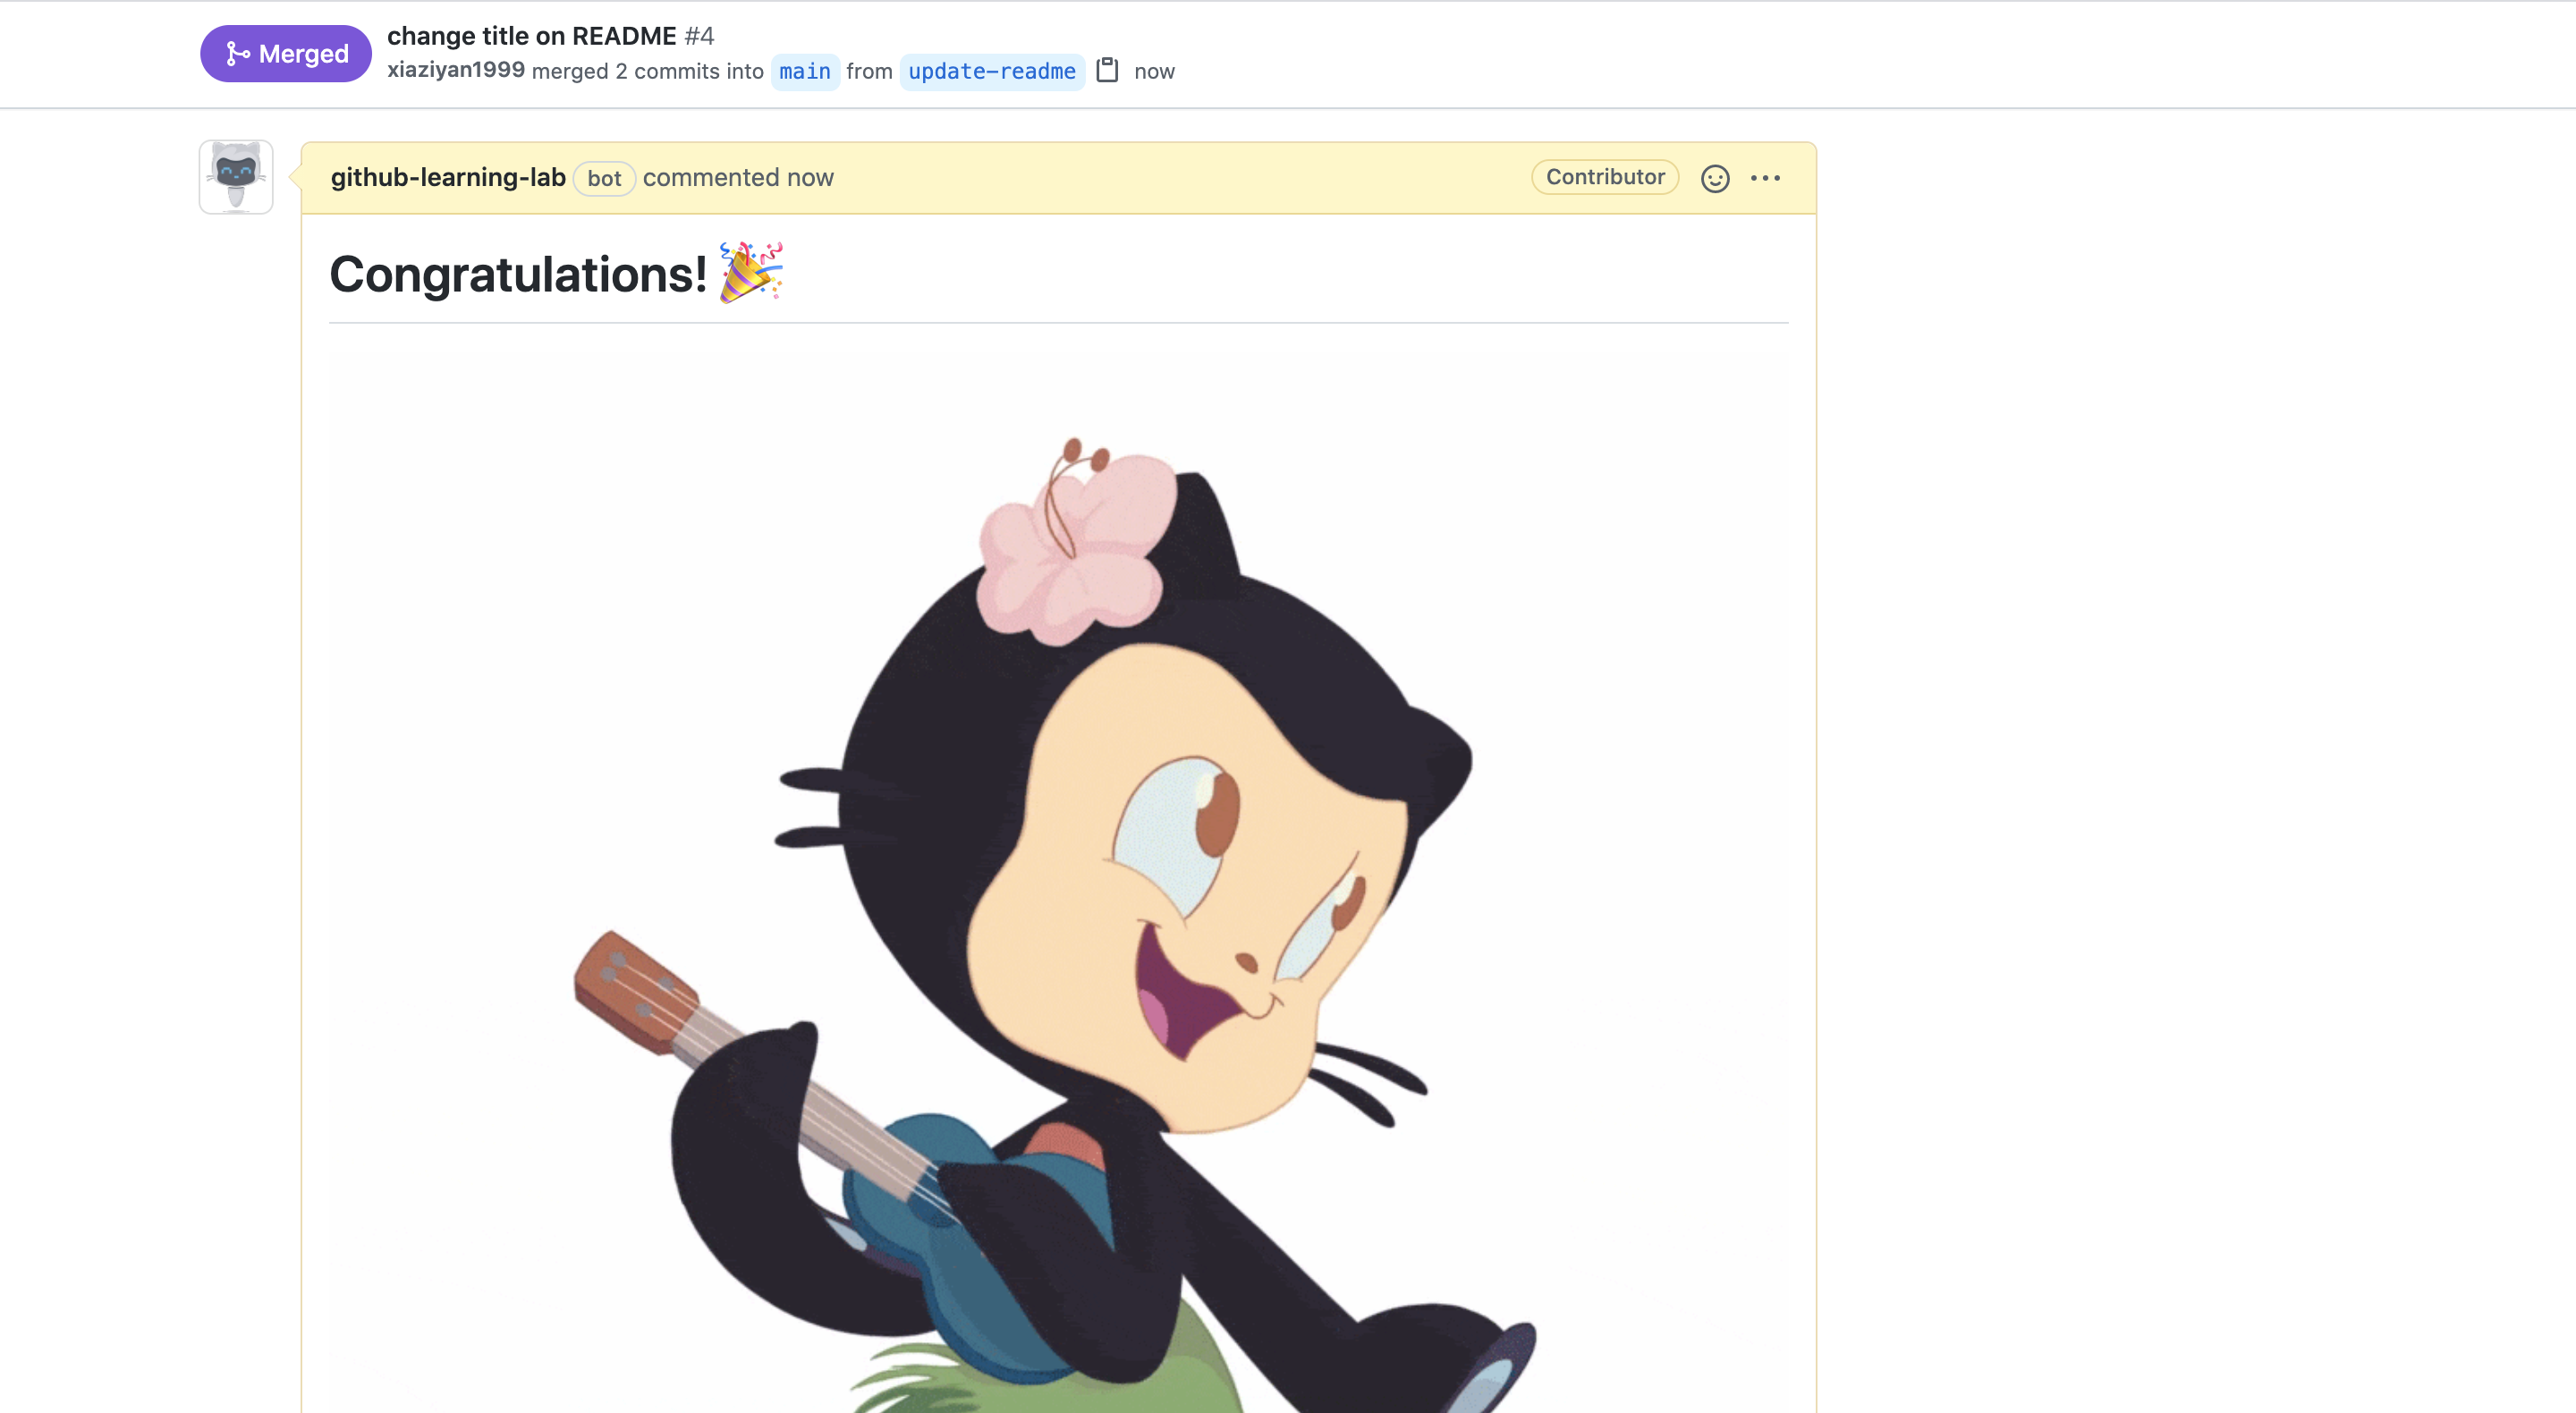 Merged
change title on README #4
xiaziyan1999 merged 2 commits into main from update-readme now
github-learning-lab bot commented now Contributor
Congratulations! 🎉